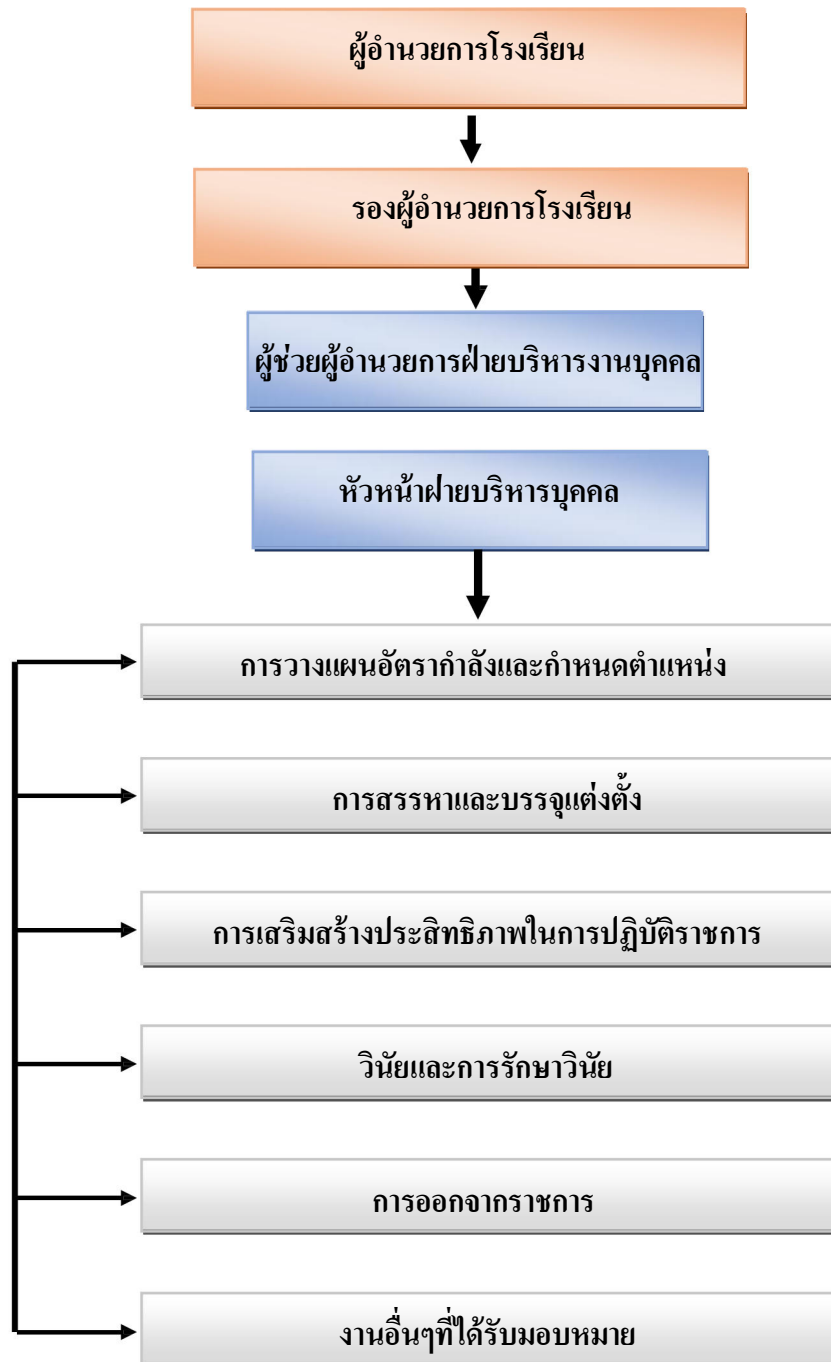 ผู้อำนวยการโรงเรียน
รองผู้อำนวยการโรงเรียน
ผู้ช่วยผู้อำนวยการฝ่ายบริหารงานบุคคล
หัวหน้าฝ่ายบริหารบุคคล
การวางแผนอัตรากำลังและกำหนดตำแหน่ง
การสรรหาและบรรจุแต่งตั้ง
การเสริมสร้างประสิทธิภาพในการปฏิบัติราชการ
วินัยและการรักษาวินัย
การออกจากราชการ
งานอื่นๆที่ได้รับมอบหมาย